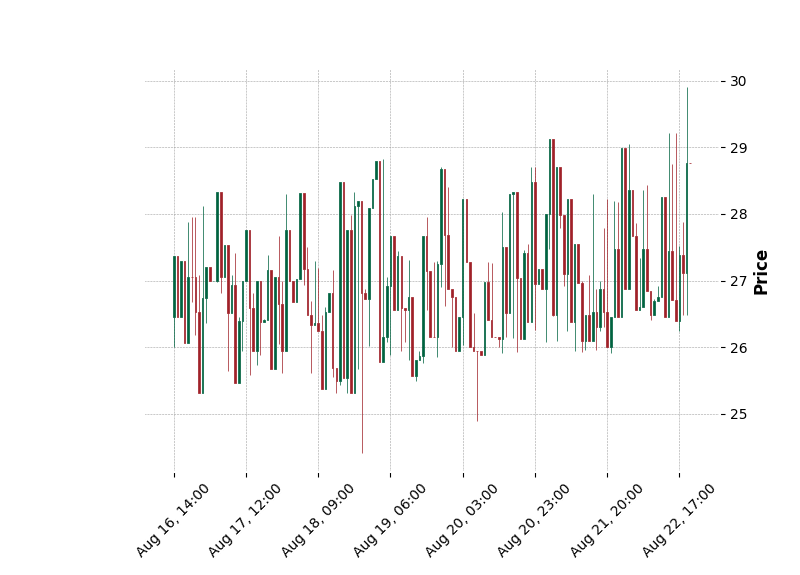 30
29
28
27
26
25
Price
Aug 16, 14:00
Aug 17, 12:00
Aug 18, 09:00
Aug 19, 06:00
Aug 20, 03:00
Aug 20, 23:00
Aug 21, 20:00
Aug 22, 17:00